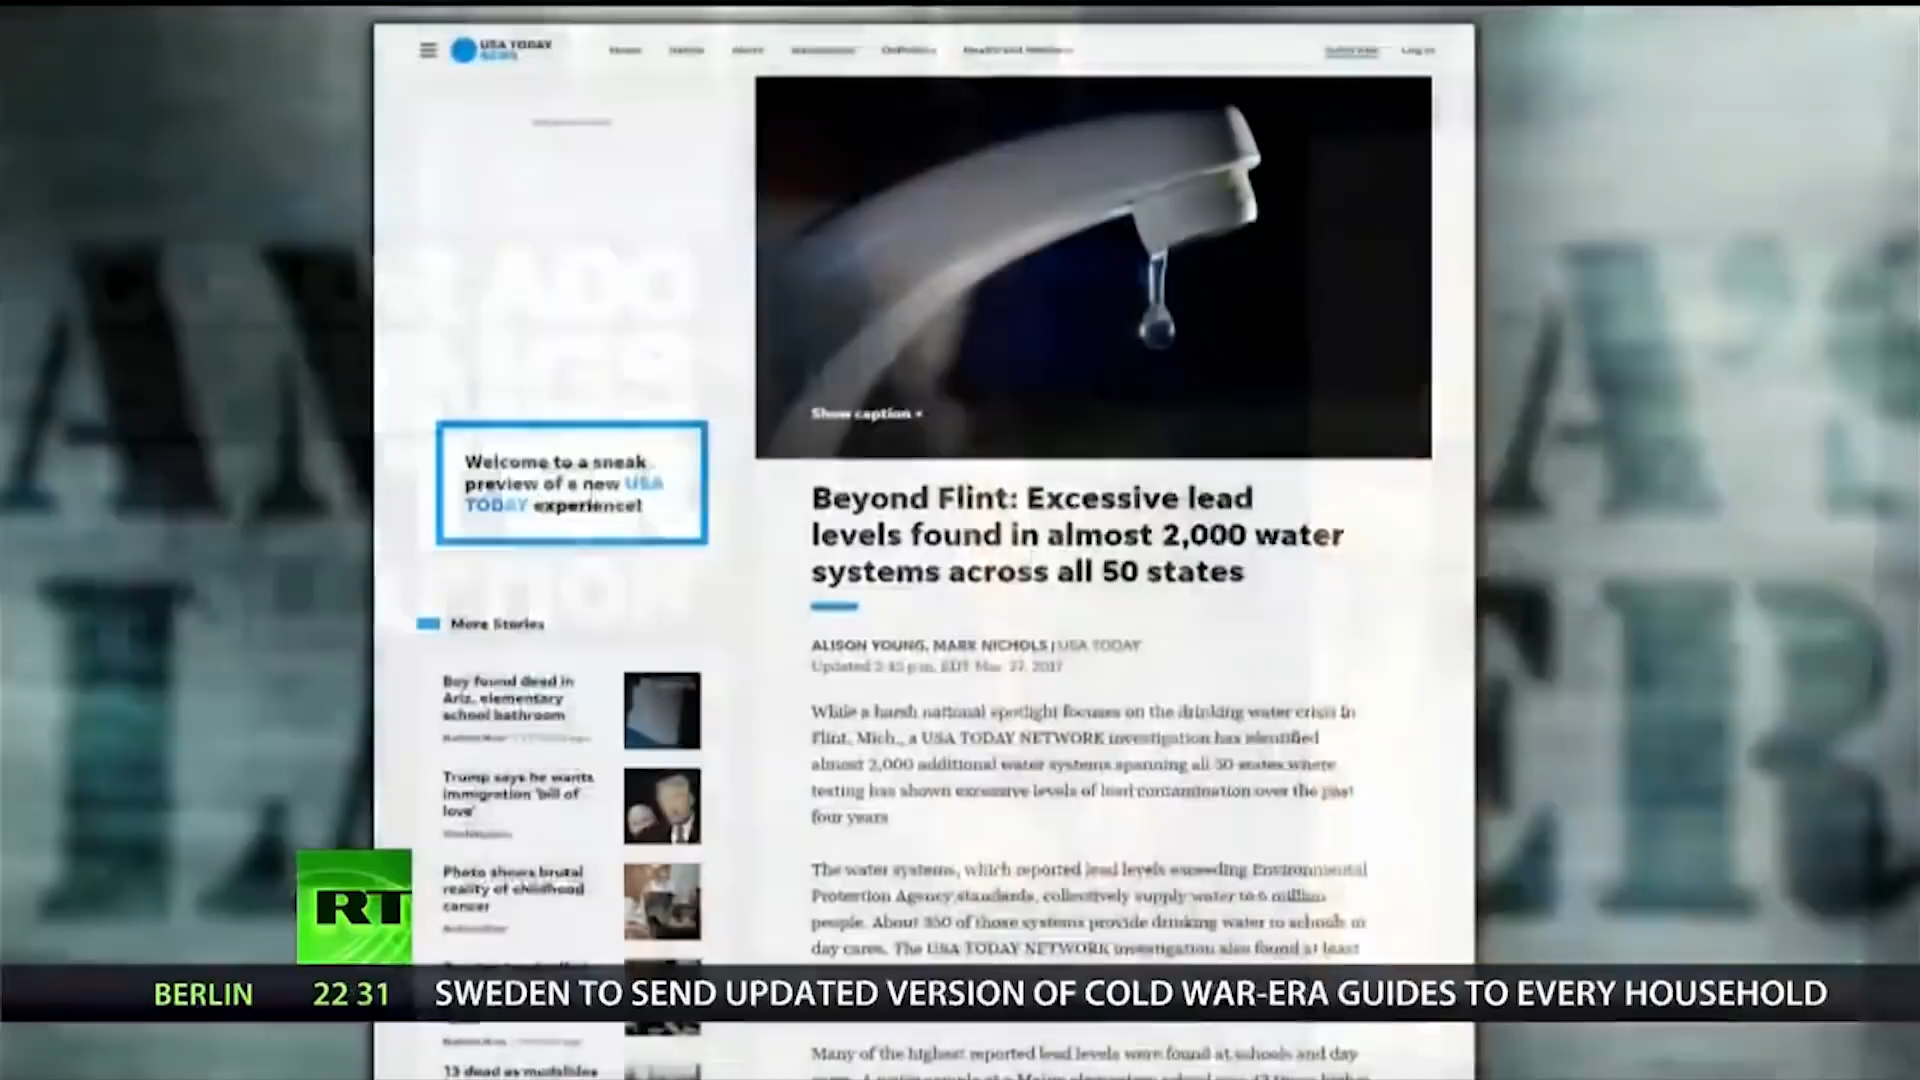 USA TODAY
NEWS
Show caption +
Welcome to a sneak
preview of a new USA
TODAY experience!
Beyond Flint: Excessive lead
levels found in almost 2,000 water
systems across all 50 states
ALISON YOUNG, MARK NICHOLS | USA TODAY
Updated 2:45 p.m. EDT Mar. 27, 2017
While a harsh national spotlight focuses on the drinking water crisis in
Flint, Mich., a USA TODAY NETWORK investigation has identified
almost 2,000 additional water systems spanning all 50 states where
testing has shown excessive levels of lead contamination over the past
four years
The water systems, which reported lead levels exceeding Environmental
Protection Agency standards, collectively supply water to 6 million
people. About 350 of those systems provide drinking water to schools or
day cares. The USA TODAY NETWORK investigation also found at least
Many of the highest reported lead levels were found at schools and day
More Stories
Boy found dead in
Ariz. elementary
school bathroom
Trump says he wants
immigration 'bill of
love'
Photo shows brutal
reality of childhood
cancer
13 dead as mudslides
RT
BERLIN 22 31 SWEDEN TO SEND UPDATED VERSION OF COLD WAR-ERA GUIDES TO EVERY HOUSEHOLD